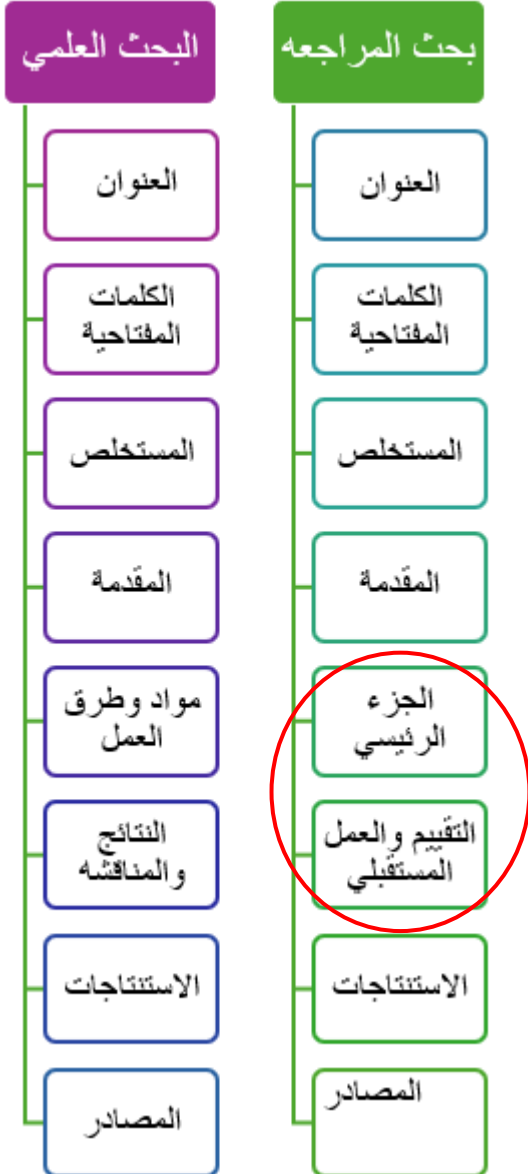 بحث المراجعه
العنوان
الكلمات
المفتاحية
المستخلص
المقدمة
الجزء
الرئيسي
التقييم والعمل
المستقبلي
الاستنتاجات
المصادر
البحث العلمي
العنوان
الكلمات
المفتاحية
المستخلص
المقدمة
مواد وطرق
العمل
النتائج
والمناقشه
الاستنتاجات
المصادر